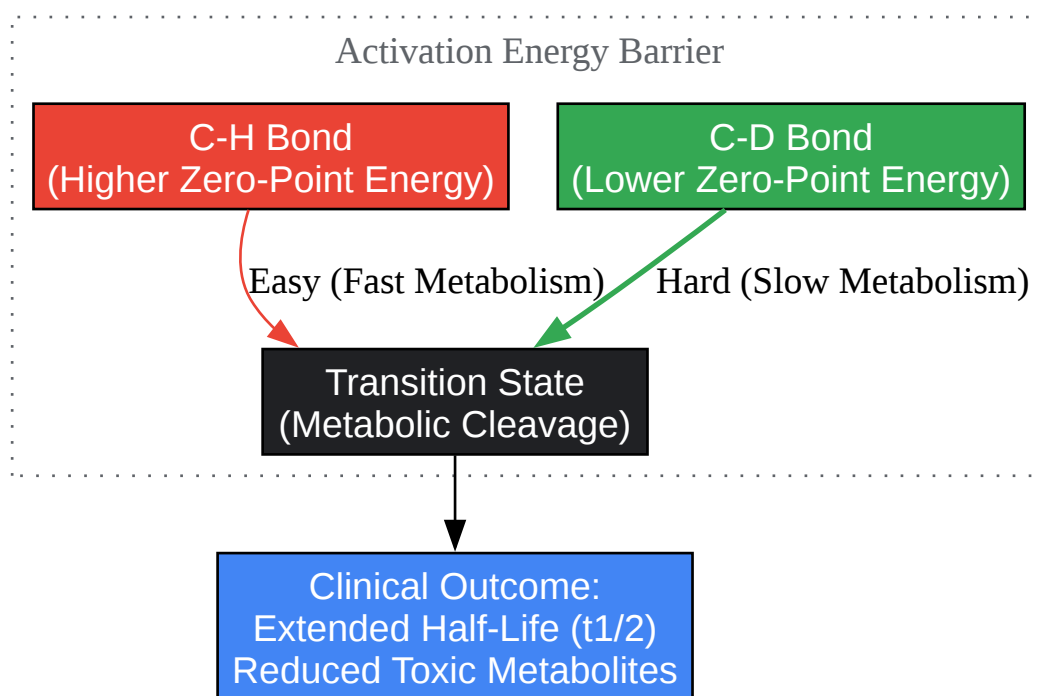 Activation Energy Barrier
C-H Bond
(Higher Zero-Point Energy)
C-D Bond
(Lower Zero-Point Energy)
Easy (Fast Metabolism)
Hard (Slow Metabolism)
Transition State
(Metabolic Cleavage)
Clinical Outcome:
Extended Half-Life (t1/2)
Reduced Toxic Metabolites